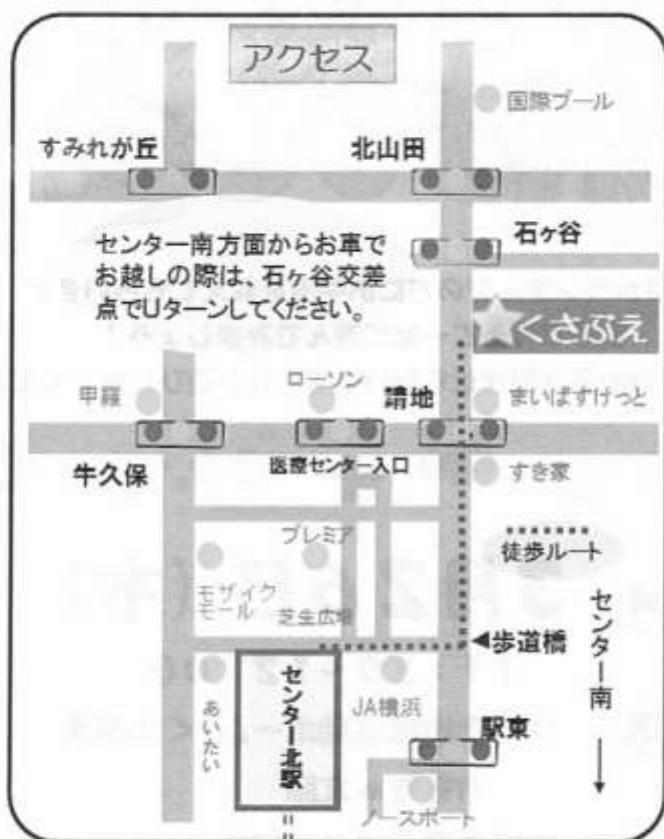 アクセス
国際プール
すみれが丘
北山田
石ヶ谷
センター南方面からお車で
お越しの際は、石ヶ谷交差
点でUターンしてください。
くさぶえ
甲羅
ローソン
請地
まいばすけっと
牛久保
医療センター入口
すき家
プレミア
徒歩ルート
モザイク
モール
芝生広場
センター南
歩道橋
あいたい
センター北駅
JA横浜
駅東
ノースポート